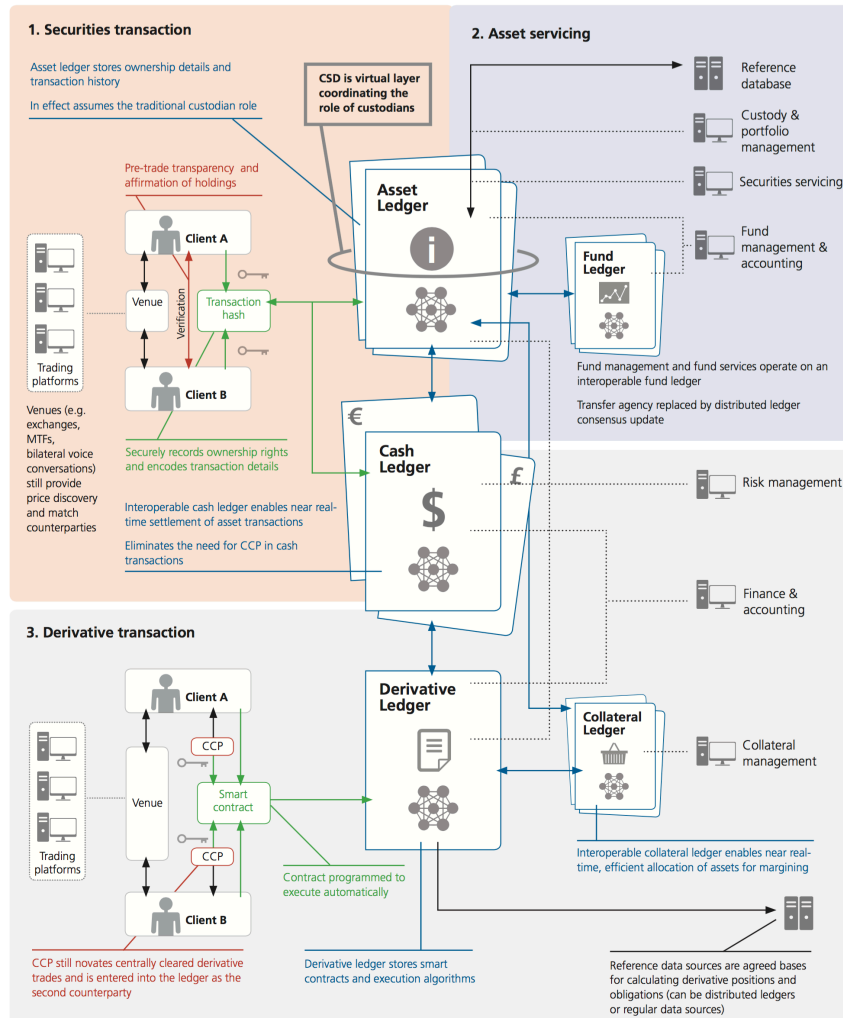 1. Securities transaction
Asset ledger stores ownership details and
transaction history
In effect assumes the traditional custodian role
CSD is virtual layer
coordinating the
role of custodians
Pre-trade transparency and
affirmation of holdings
Client A
Venue
Verification
Transaction
hash
Client B
Trading
platforms
Venues (e.g.
exchanges,
MTFs,
bilateral voice
conversations)
still provide
price discovery
and match
counterparties
Securely records ownership rights
and encodes transaction details
Interoperable cash ledger enables near real-
time settlement of asset transactions
Eliminates the need for CCP in cash
transactions
2. Asset servicing
Asset
Ledger
i
Reference
database
Custody &
portfolio
management
Securities servicing
Fund
management &
accounting
Fund
Ledger
Fund management and fund services operate on an
interoperable fund ledger
Transfer agency replaced by distributed ledger
consensus update
€
Cash
Ledger
£
$
Risk management
Finance &
accounting
3. Derivative transaction
Client A
CCP
Venue
Smart
contract
CCP
Client B
Trading
platforms
Contract programmed to
execute automatically
CCP still novates centrally cleared derivative
trades and is entered into the ledger as the
second counterparty
Derivative
Ledger
Derivative ledger stores smart
contracts and execution algorithms
Collateral
Ledger
Collateral
management
Interoperable collateral ledger enables near real-
time, efficient allocation of assets for margining
Reference data sources are agreed bases
for calculating derivative positions and
obligations (can be distributed ledgers
or regular data sources)